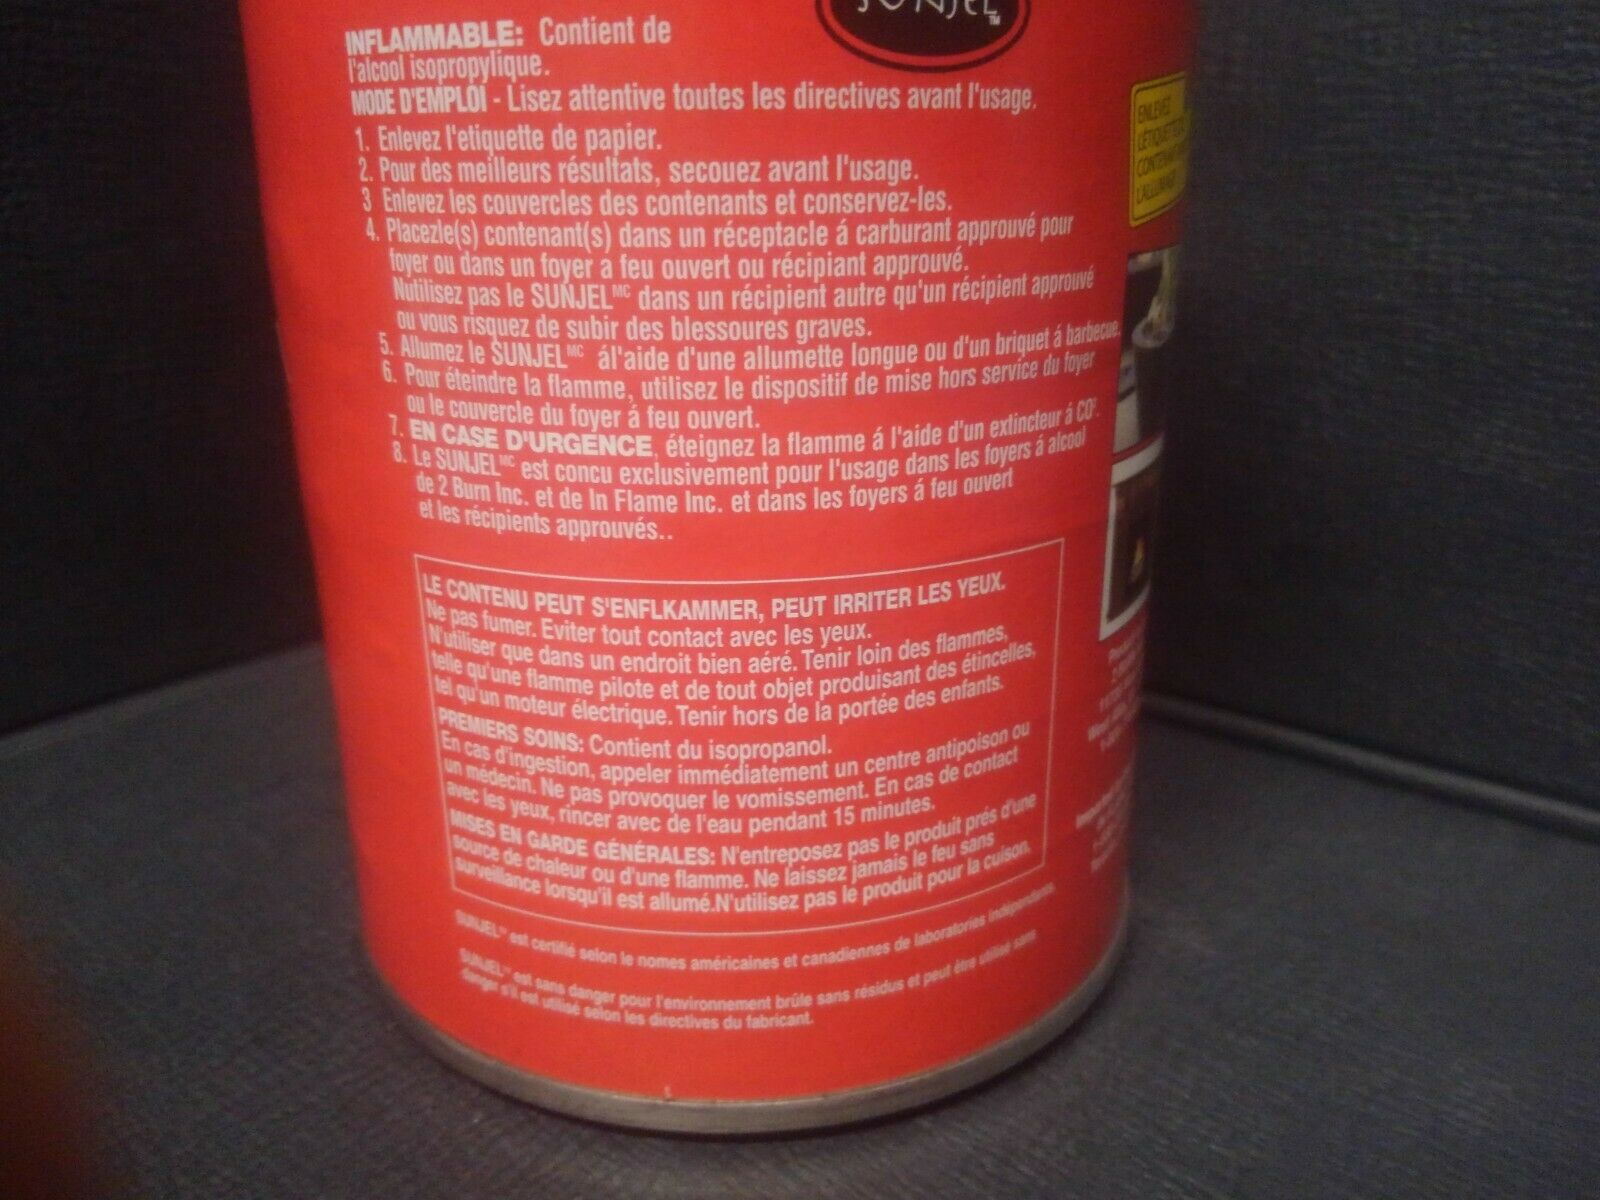 SUNJEL™
INFLAMMABLE: Contient de
l'alcool isopropylique.
MODE D'EMPLOI - Lisez attentive toutes les directives avant l'usage.
1. Enlevez l'etiquette de papier.
2. Pour des meilleurs résultats, secouez avant l'usage.
3 Enlevez les couvercles des contenants et conservez-les.
4. Placezle(s) contenant(s) dans un réceptacle á carburant approuvé pour
foyer ou dans un foyer a feu ouvert ou récipiant approuvé.
Nutilisez pas le SUNJELᴹᶜ dans un récipient autre qu'un récipient approuvé
ou vous risquez de subir des blessoures graves.
5. Allumez le SUNJELᴹᶜ ál'aide d'une allumette longue ou d'un briquet á barbecue.
6. Pour éteindre la flamme, utilisez le dispositif de mise hors service du foyer
ou le couvercle du foyer á feu ouvert.
7. EN CASE D'URGENCE, éteignez la flamme á l'aide d'un extincteur á CO².
8. Le SUNJELᴹᶜ est concu exclusivement pour l'usage dans les foyers á alcool
de 2 Burn Inc. et de In Flame Inc. et dans les foyers á feu ouvert
et les récipients approuvés..
LE CONTENU PEUT S'ENFLKAMMER, PEUT IRRITER LES YEUX.
Ne pas fumer. Eviter tout contact avec les yeux.
N'utiliser que dans un endroit bien aéré. Tenir loin des flammes,
telle qu'une flamme pilote et de tout objet produisant des étincelles,
tel qu'un moteur électrique. Tenir hors de la portée des enfants.
PREMIERS SOINS: Contient du isopropanol.
En cas d'ingestion, appeler immédiatement un centre antipoison ou
un médecin. Ne pas provoquer le vomissement. En cas de contact
avec les yeux, rincer avec de l'eau pendant 15 minutes.
MISES EN GARDE GÉNÉRALES: N'entreposez pas le produit prés d'une
source de chaleur ou d'une flamme. Ne laissez jamais le feu sans
surveillance lorsqu'il est allumé.N'utilisez pas le produit pour la cuison.
SUNJEL™ est certifié selon le nomes américaines et canadiennes de laboratories indépendants.
SUNJEL™ est sans danger pour l'environnement brûle sans résidus et peut être utilisé sans
danger s'il est utilisé selon les directives du fabricant.
ENLEVEZ